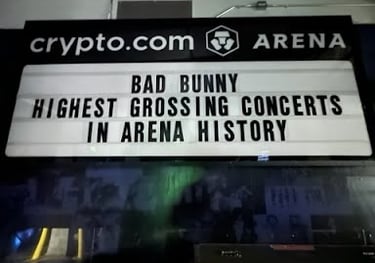 crypto.com ARENA
BAD BUNNY
HIGHEST GROSSING CONCERTS
IN ARENA HISTORY